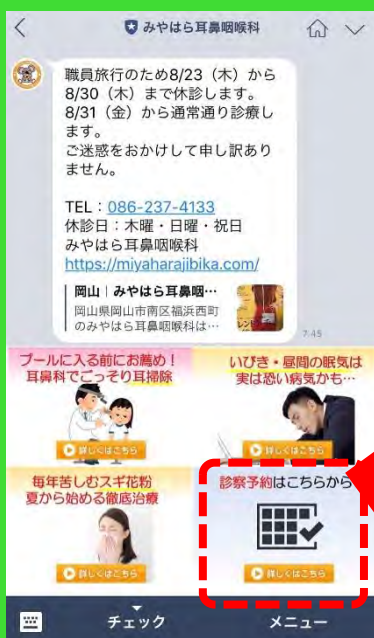 みやはら耳鼻咽喉科
職員旅行のため8/23（木）から
8/30（木）まで休診します。
8/31（金）から通常通り診療し
ます。
ご迷惑をおかけして申し訳あり
ません。
TEL：086-237-4133
休診日：木曜・日曜・祝日
みやはら耳鼻咽喉科
https://miyaharajibika.com/
岡山｜みやはら耳鼻咽…
岡山県岡山市南区福浜西町
のみやはら耳鼻咽喉科は…
7:45
プールに入る前にお薦め！
耳鼻科でごっそり耳掃除
詳しくはこちら
いびき・昼間の眠気は
実は恐い病気かも…
詳しくはこちら
毎年苦しむスギ花粉
夏から始める徹底治療
詳しくはこちら
診察予約はこちらから
詳しくはこちら
チェック
メニュー